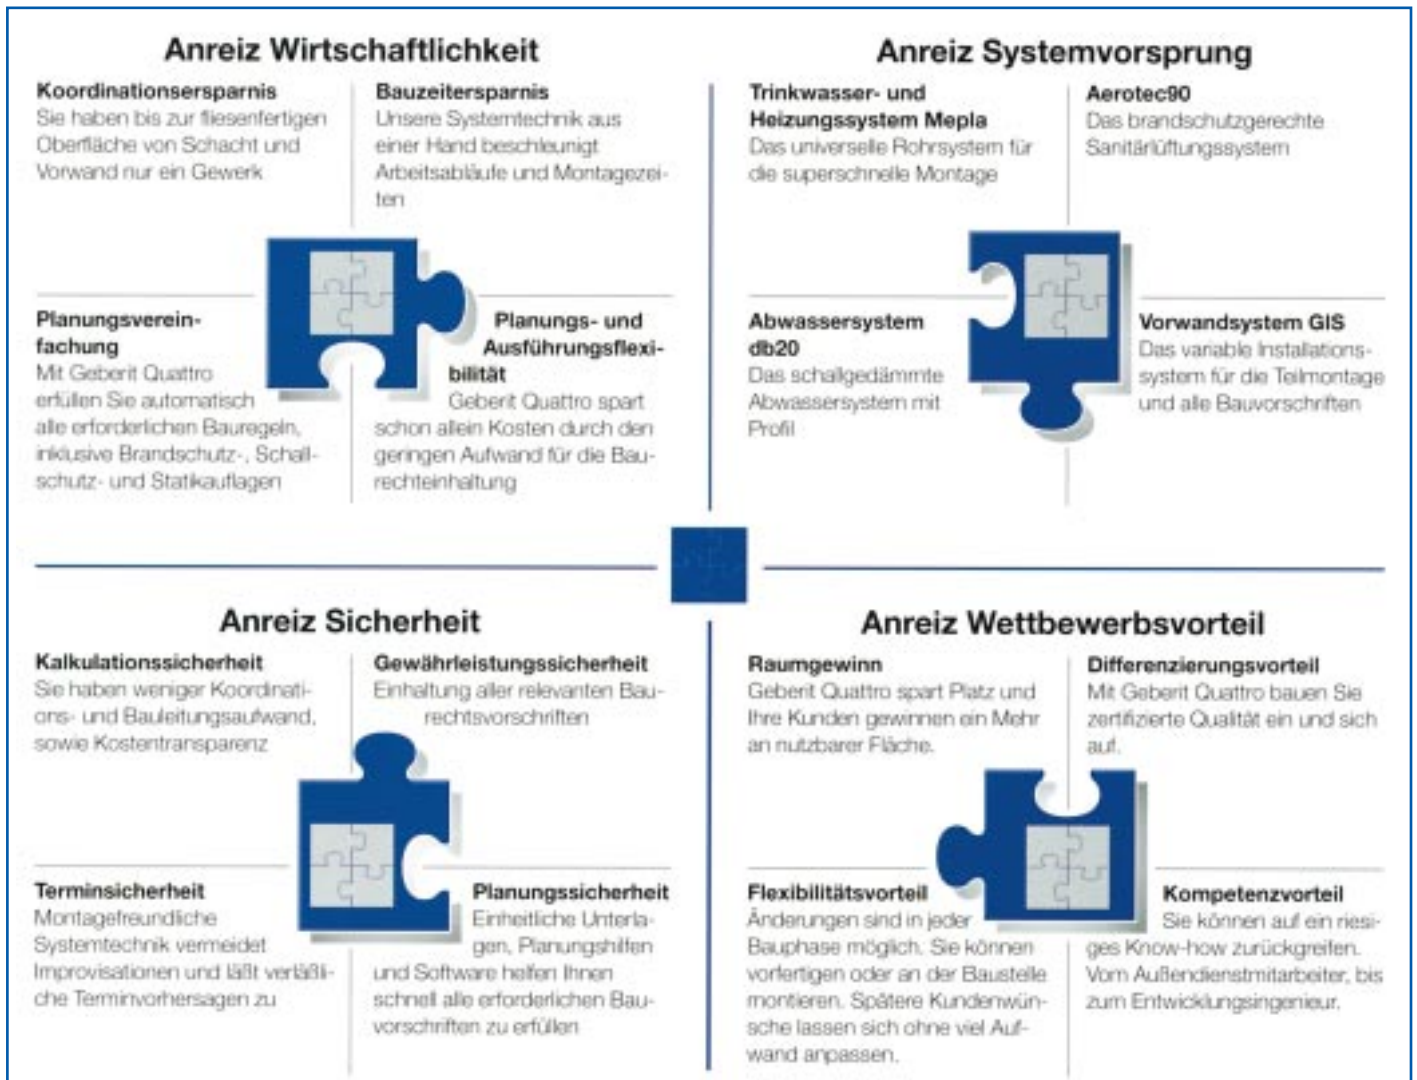 Anreiz Wirtschaftlichkeit
Koordinationsersparnis
Sie haben bis zur fliesenfertigen
Oberfläche von Schacht und
Vorwand nur ein Gewerk
Bauzeitersparnis
Unsere Systemtechnik aus
einer Hand beschleunigt
Arbeitsabläufe und Montagezei-
ten
Planungsverein-
fachung
Mit Geberit Quattro
erfüllen Sie automatisch
alle erforderlichen Bauregeln,
inklusive Brandschutz-, Schall-
schutz- und Statikauflagen
Planungs- und
Ausführungsflexi-
bilität
Geberit Quattro spart
schon allein Kosten durch den
geringen Aufwand für die Bau-
rechteinhaltung
Anreiz Systemvorsprung
Trinkwasser- und
Heizungssystem Mepla
Das universelle Rohrsystem für
die superschnelle Montage
Aerotec90
Das brandschutzgerechte
Sanitärlüftungssystem
Abwassersystem
db20
Das schallgedämmte
Abwassersystem mit
Profil
Vorwandsystem GIS
Das variable Installations-
system für die Teilmontage
und alle Bauvorschriften
Anreiz Sicherheit
Kalkulationssicherheit
Sie haben weniger Koordinati-
ons- und Bauleitungsaufwand,
sowie Kostentransparenz
Gewährleistungssicherheit
Einhaltung aller relevanten Bau-
rechtsvorschriften
Terminsicherheit
Montagefreundliche
Systemtechnik vermeidet
Improvisationen und läßt verläßli-
che Terminvorhersagen zu
Planungssicherheit
Einheitliche Unterla-
gen, Planungshilfen
und Software helfen Ihnen
schnell alle erforderlichen Bau-
vorschriften zu erfüllen
Anreiz Wettbewerbsvorteil
Raumgewinn
Geberit Quattro spart Platz und
Ihre Kunden gewinnen ein Mehr
an nutzbarer Fläche.
Differenzierungsvorteil
Mit Geberit Quattro bauen Sie
zertifizierte Qualität ein und sich
auf.
Flexibilitätsvorteil
Änderungen sind in jeder
Bauphase möglich. Sie können
vorfertigen oder an der Baustelle
montieren. Spätere Kundenwün-
sche lassen sich ohne viel Auf-
wand anpassen.
Kompetenzvorteil
Sie können auf ein riesi-
ges Know-how zurückgreifen.
Vom Außendienstmitarbeiter, bis
zum Entwicklungsingenieur.